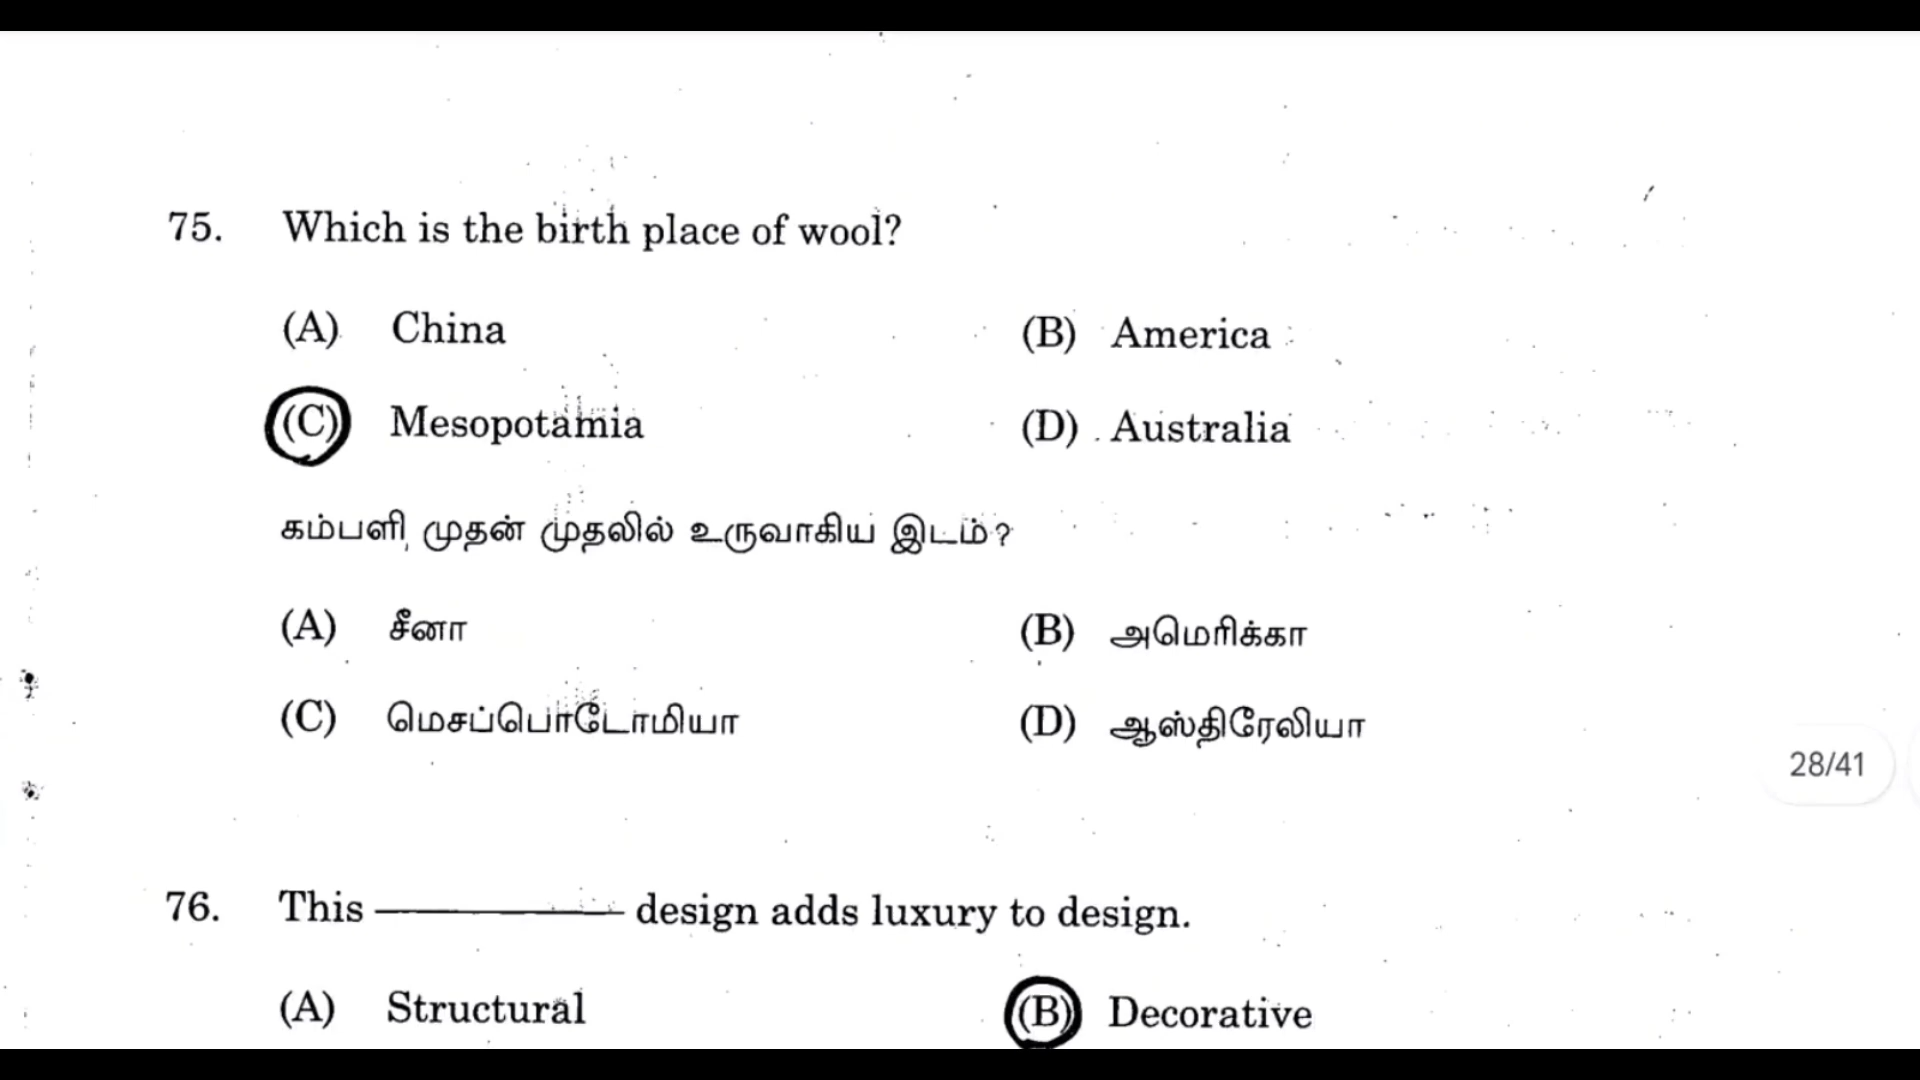 75. Which is the birth place of wool?
(A) China (B) America
(C) Mesopotamia (D) Australia
கம்பளி முதன் முதலில் உருவாகிய இடம்?
(A) சீனா (B) அமெரிக்கா
(C) மெசப்பொடோமியா (D) ஆஸ்திரேலியா
28/41
76. This ———— design adds luxury to design.
(A) Structural (B) Decorative